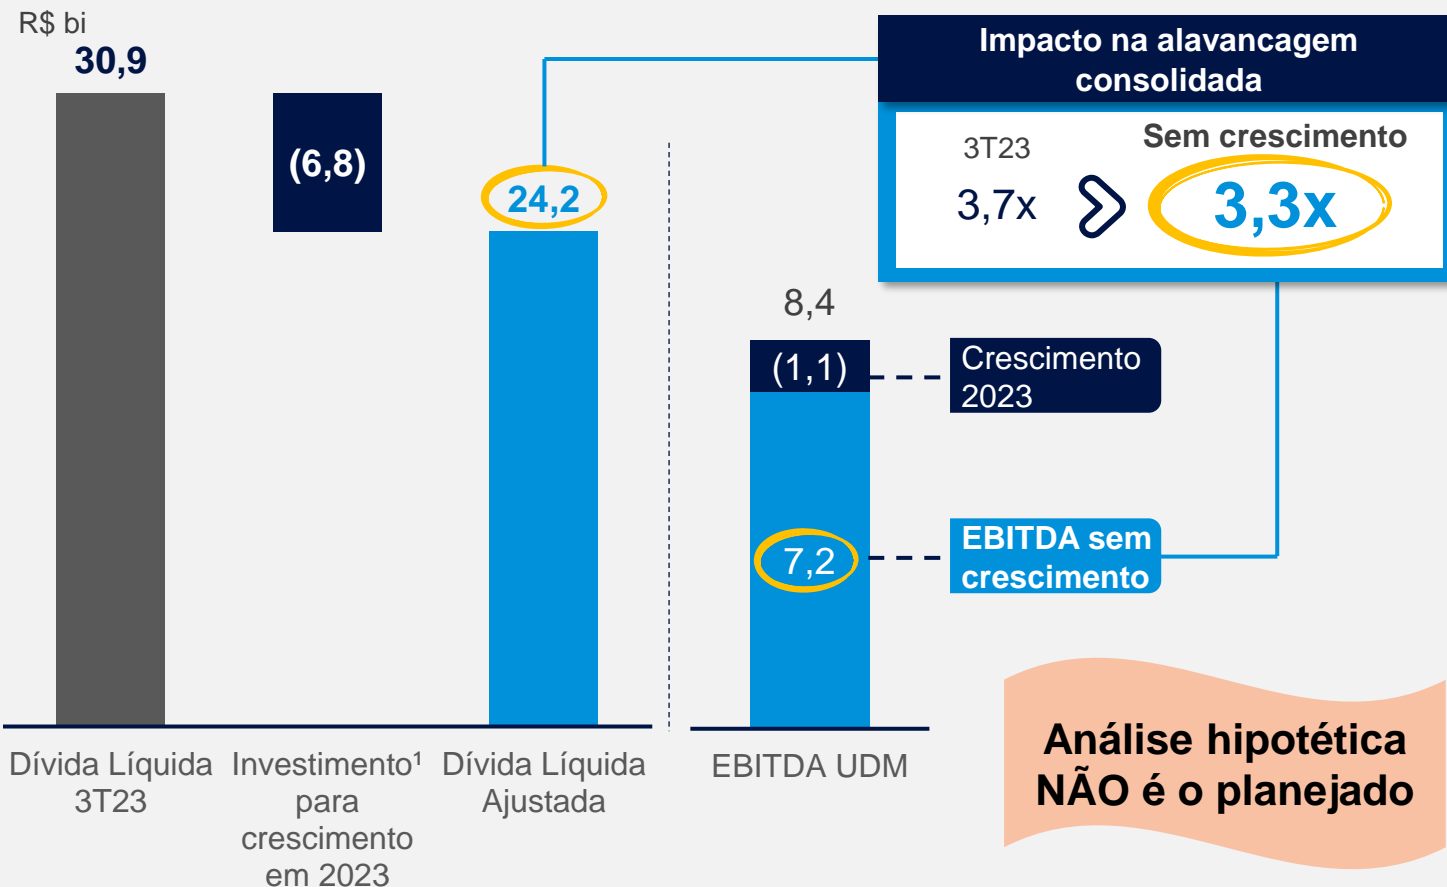 R$ bi
30,9
(6,8)
24,2
8,4
(1,1)
7,2
Impacto na alavancagem
consolidada
3T23
Sem crescimento
3,7x
3,3x
Crescimento
2023
EBITDA sem
crescimento
Dívida Líquida
3T23
Investimento¹
para
crescimento
em 2023
Dívida Líquida
Ajustada
EBITDA UDM
Análise hipotética
NÃO é o planejado